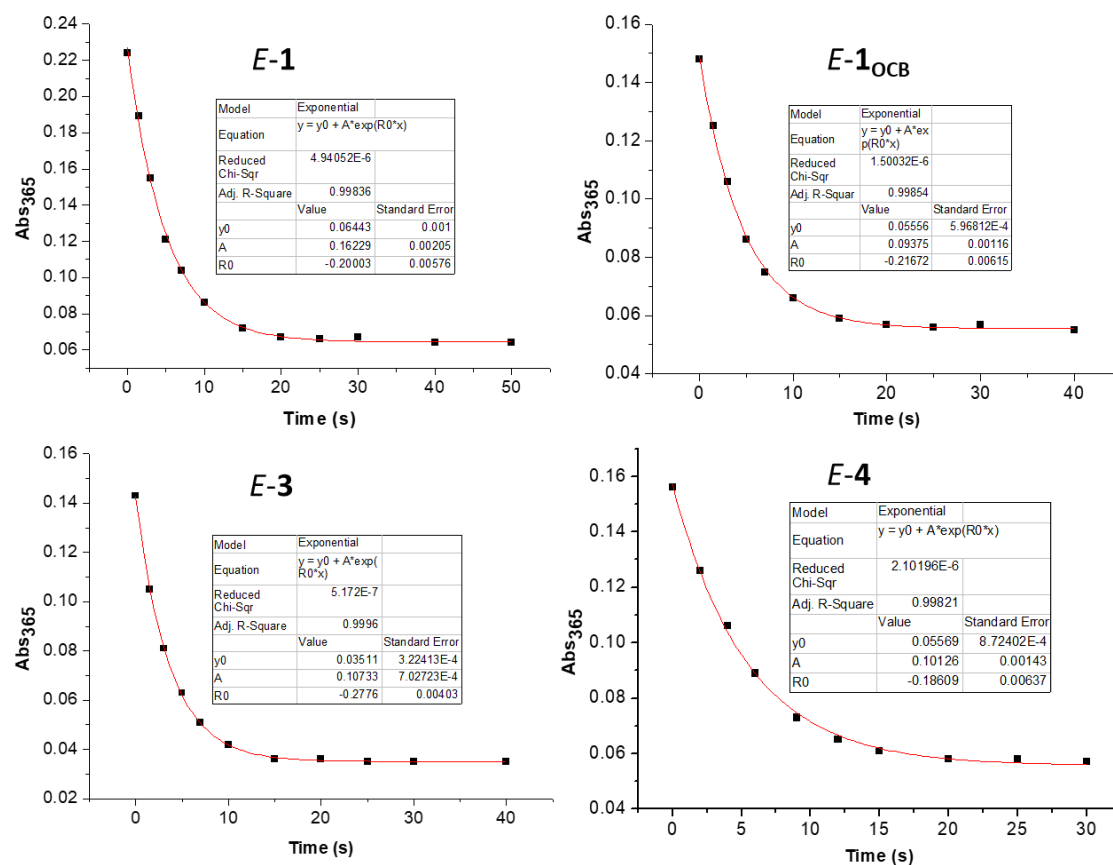 E-1
Model Exponential
Equation y = y0 + A*exp(R0*x)
Reduced Chi-Sqr 4.94052E-6
Adj. R-Square 0.99836
Value Standard Error
y0 0.06443 0.001
A 0.16229 0.00205
R0 -0.20003 0.00576
Abs365
0.24
0.22
0.20
0.18
0.16
0.14
0.12
0.10
0.08
0.06
0 10 20 30 40 50
Time (s)
E-1OCB
Model Exponential
Equation y = y0 + A*ex
p(R0*x)
Reduced Chi-Sqr 1.50032E-6
Adj. R-Squar 0.99854
Value Standard Error
y0 0.05556 5.96812E-4
A 0.09375 0.00116
R0 -0.21672 0.00615
Abs365
0.16
0.14
0.12
0.10
0.08
0.06
0.04
0 10 20 30 40
Time (s)
E-3
Model Exponential
Equation y = y0 + A*exp(
R0*x)
Reduced Chi-Sqr 5.172E-7
Adj. R-Square 0.9996
Value Standard Error
y0 0.03511 3.22413E-4
A 0.10733 7.02723E-4
R0 -0.2776 0.00403
Abs365
0.16
0.14
0.12
0.10
0.08
0.06
0.04
0.02
0 10 20 30 40
Time (s)
E-4
Model Exponential
Equation y = y0 + A*exp(R0*x)
Reduced Chi-Sqr 2.10196E-6
Adj. R-Square 0.99821
Value Standard Error
y0 0.05569 8.72402E-4
A 0.10126 0.00143
R0 -0.18609 0.00637
Abs365
0.16
0.14
0.12
0.10
0.08
0.06
0.04
0 5 10 15 20 25 30
Time (s)